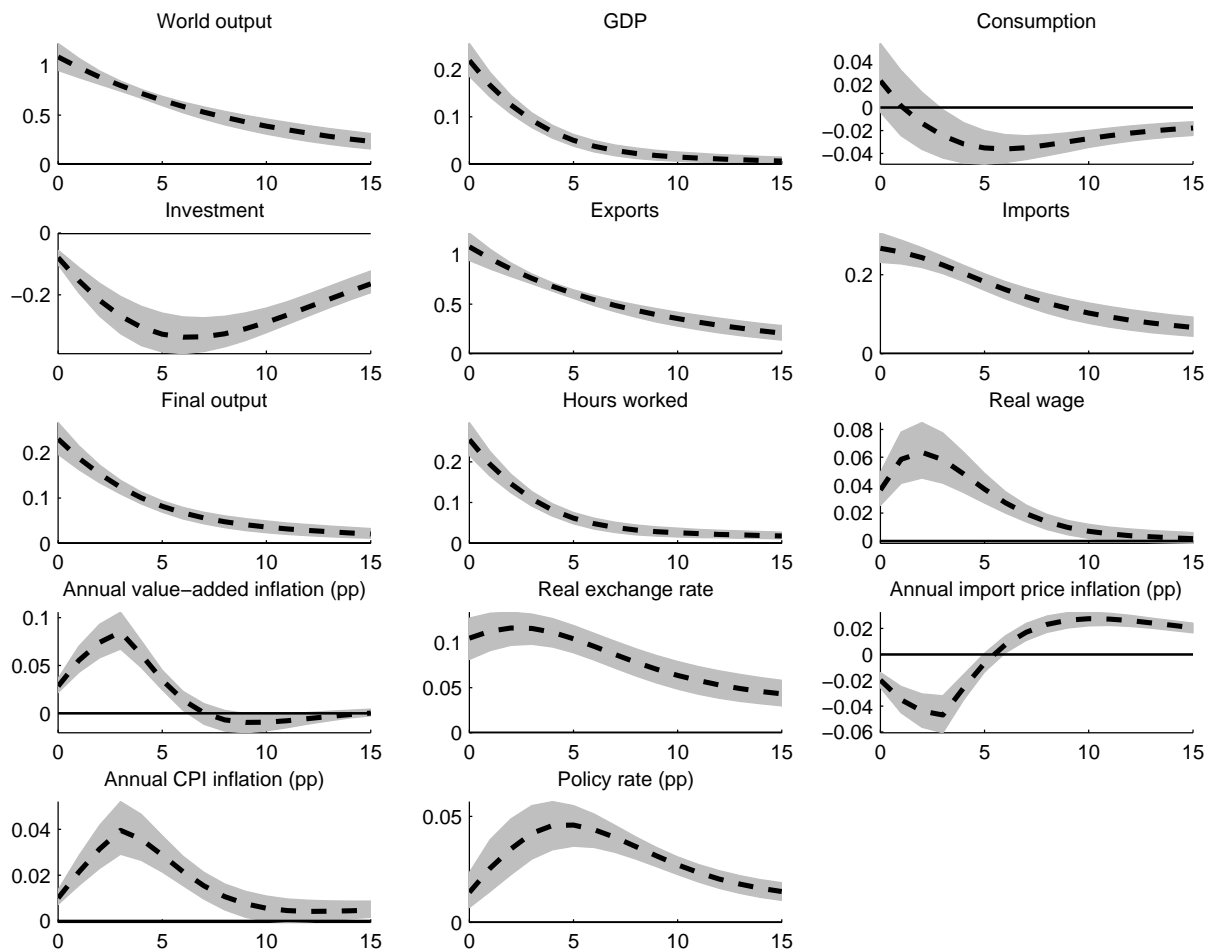 World output GDP Consumption
1 0.5 0 0.2 0.1 0 0.04 0.02 0 −0.02 −0.04
0 5 10 15 0 5 10 15 0 5 10 15
Investment Exports Imports
0 −0.2 1 0.5 0 0.2 0
0 5 10 15 0 5 10 15 0 5 10 15
Final output Hours worked Real wage
0.2 0.1 0 0.2 0.1 0 0.08 0.06 0.04 0.02 0
0 5 10 15 0 5 10 15 0 5 10 15
Annual value−added inflation (pp) Real exchange rate Annual import price inflation (pp)
0.1 0.05 0 0.1 0.05 0 0.02 0 −0.02 −0.04 −0.06
0 5 10 15 0 5 10 15 0 5 10 15
Annual CPI inflation (pp) Policy rate (pp)
0.04 0.02 0 0.05 0
0 5 10 15 0 5 10 15